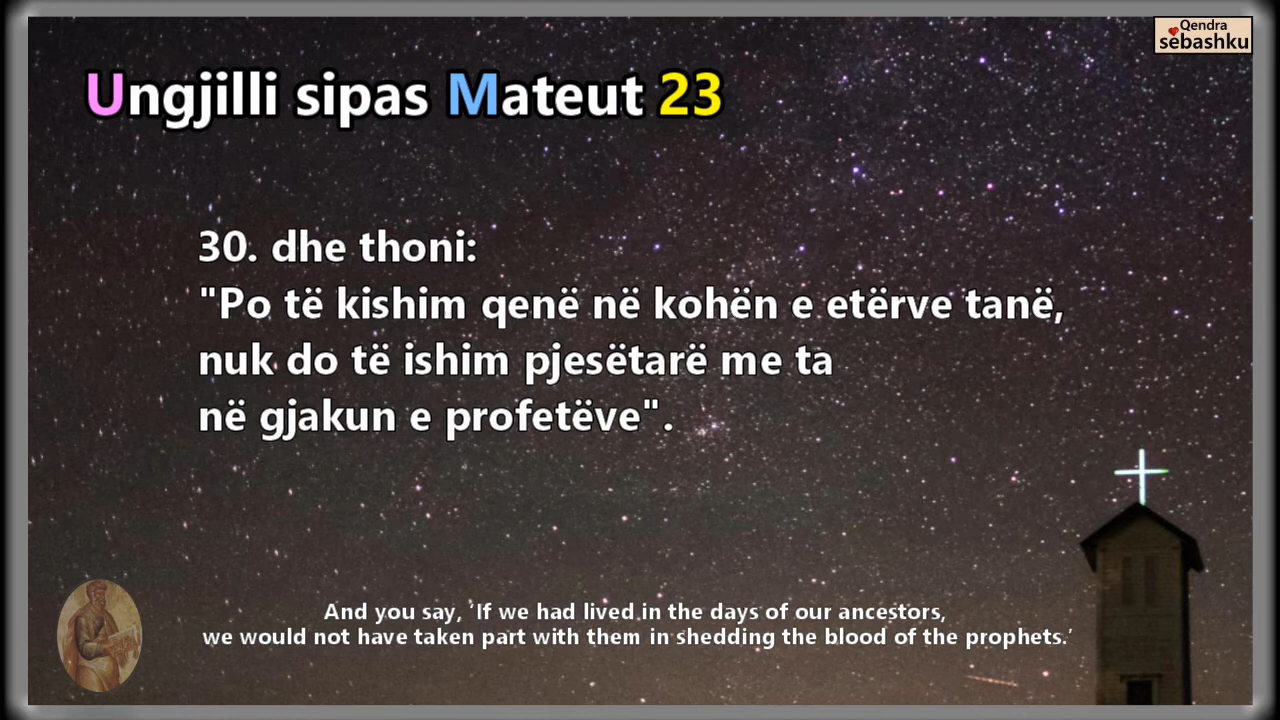 Qendra
sëbashku
Ungjilli sipas Mateut 23
30. dhe thoni:
"Po të kishim qenë në kohën e etërve tanë,
nuk do të ishim pjesëtarë me ta
në gjakun e profetëve".
And you say, ‘If we had lived in the days of our ancestors,
we would not have taken part with them in shedding the blood of the prophets.’